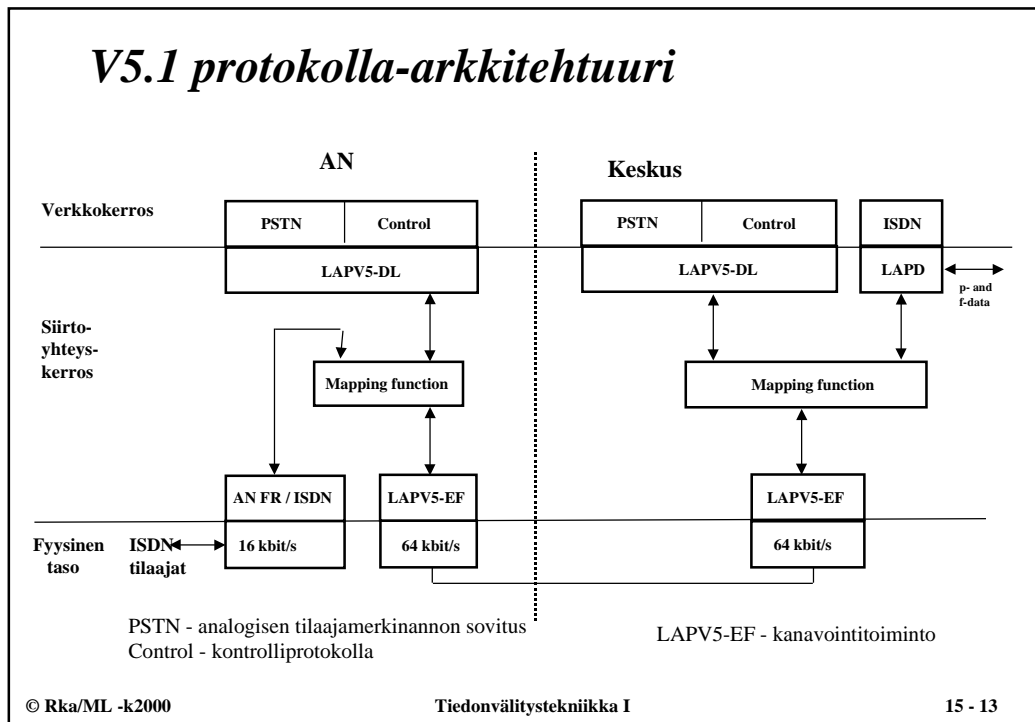 V5.1 protokolla-arkkitehtuuri
AN
Keskus
Verkkokerros
PSTN
Control
PSTN
Control
ISDN
LAPV5-DL
LAPV5-DL
LAPD
p- and
f-data
Siirto-
yhteys-
kerros
Mapping function
Mapping function
AN FR / ISDN
LAPV5-EF
LAPV5-EF
Fyysinen
taso
ISDN
tilaajat
16 kbit/s
64 kbit/s
64 kbit/s
PSTN - analogisen tilaajamerkinannon sovitus
Control - kontrolliprotokolla
LAPV5-EF - kanavointitoiminto
© Rka/ML -k2000
Tiedonvälitystekniikka I
15 - 13